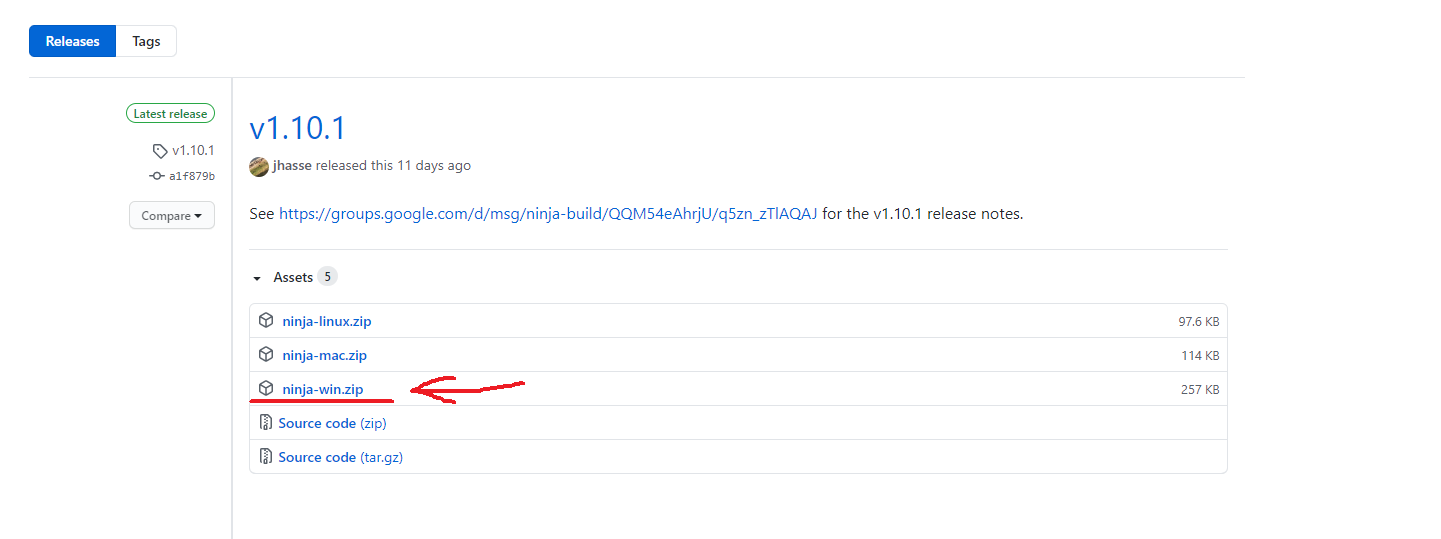 Releases Tags
Latest release
v1.10.1
a1f879b
Compare
v1.10.1
jhasse released this 11 days ago
See https://groups.google.com/d/msg/ninja-build/QQM54eAhrjU/q5zn_zTlAQAJ for the v1.10.1 release notes.
Assets 5
ninja-linux.zip 97.6 KB
ninja-mac.zip 114 KB
ninja-win.zip 257 KB
Source code (zip)
Source code (tar.gz)